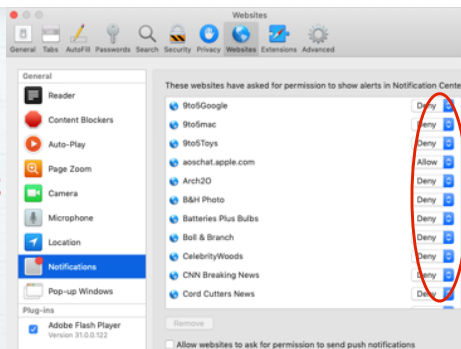 Websites
General Tabs AutoFill Passwords Search Security Privacy Websites Extensions Advanced
General
Reader
Content Blockers
Auto-Play
Page Zoom
Camera
Microphone
Location
Notifications
Pop-up Windows
Plug-ins
Adobe Flash Player
Version 31.0.0.122
These websites have asked for permission to show alerts in Notification Cente
9to5Google Deny
9to5mac Deny
9to5Toys Deny
aoschat.apple.com Allow
Arch2O Deny
B&H Photo Deny
Batteries Plus Bulbs Deny
Boll & Branch Deny
CelebrityWoods Deny
CNN Breaking News Deny
Cord Cutters News Deny
Remove
Allow websites to ask for permission to send push notifications